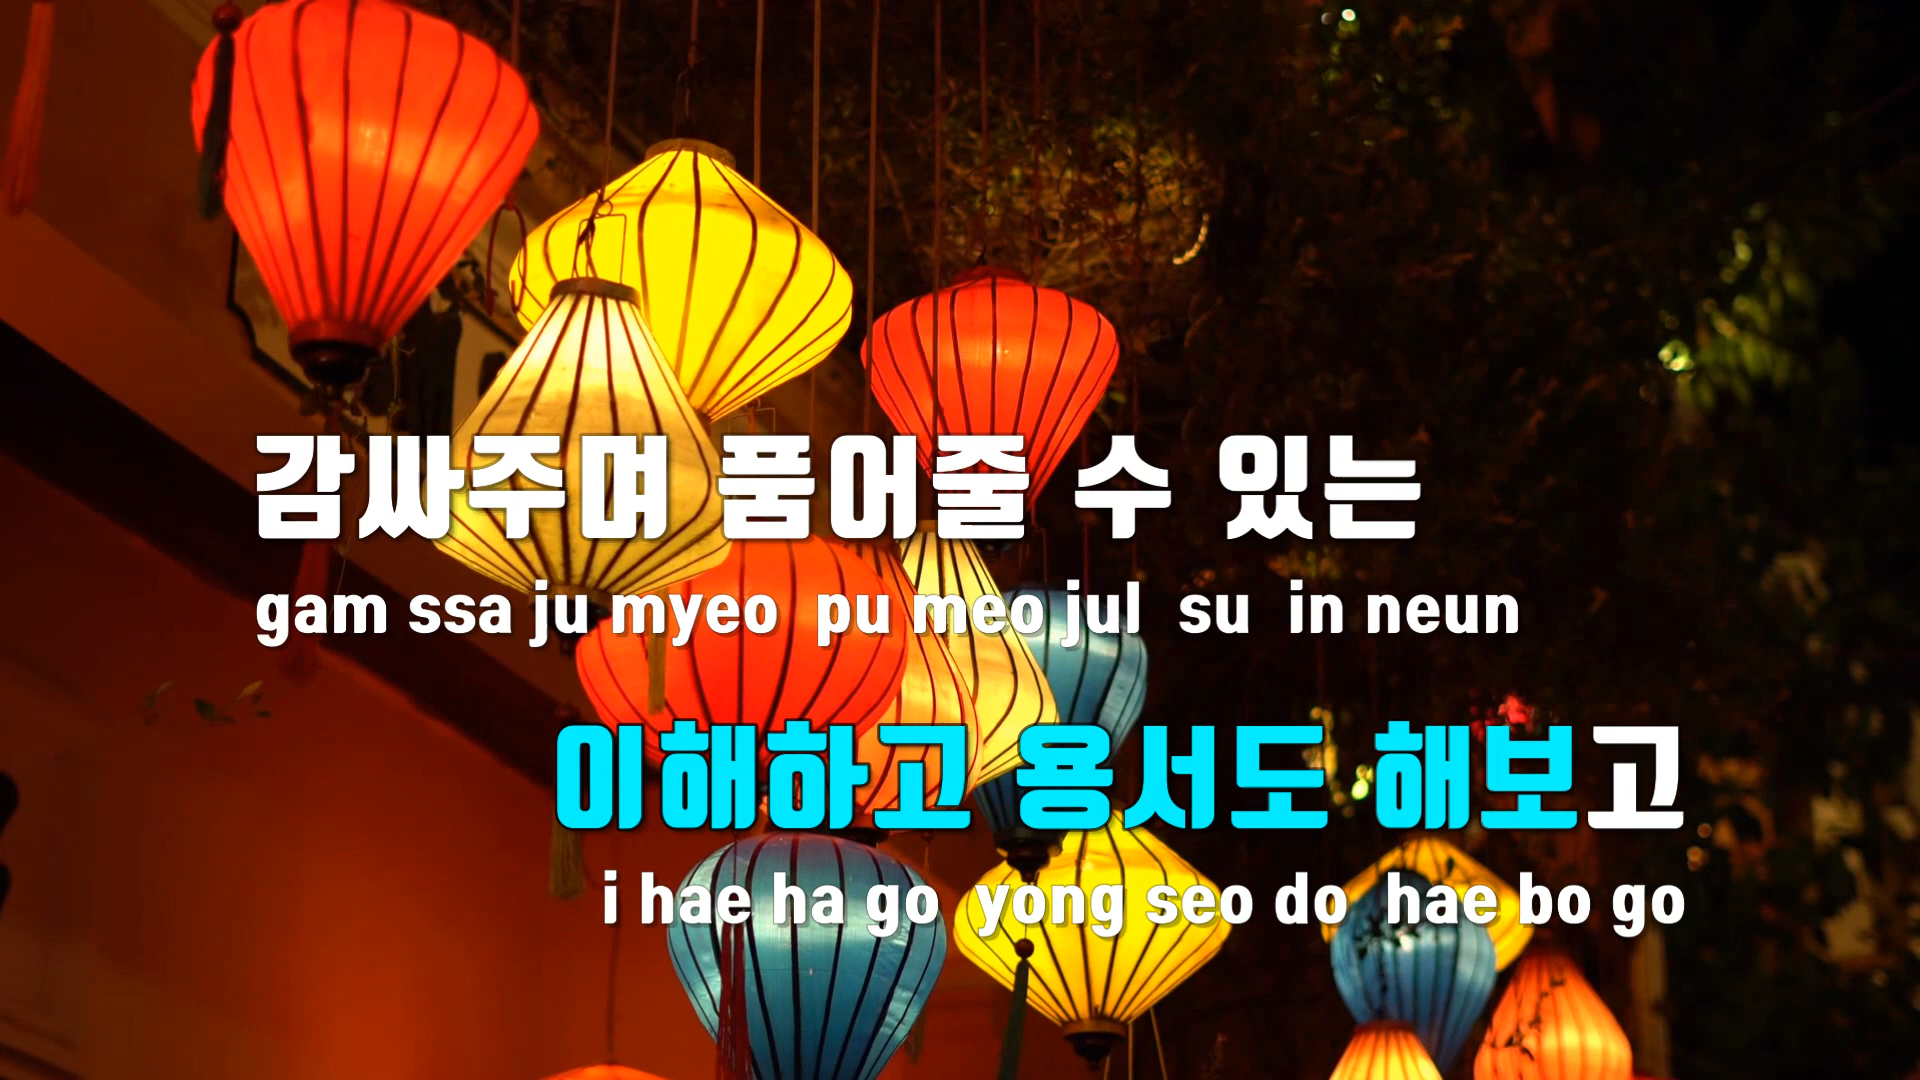 감싸주며 품어줄 수 있는
gam ssa ju myeo pu meo jul su in neun
이해하고 용서도 해보고
i hae ha go yong seo do hae bo go